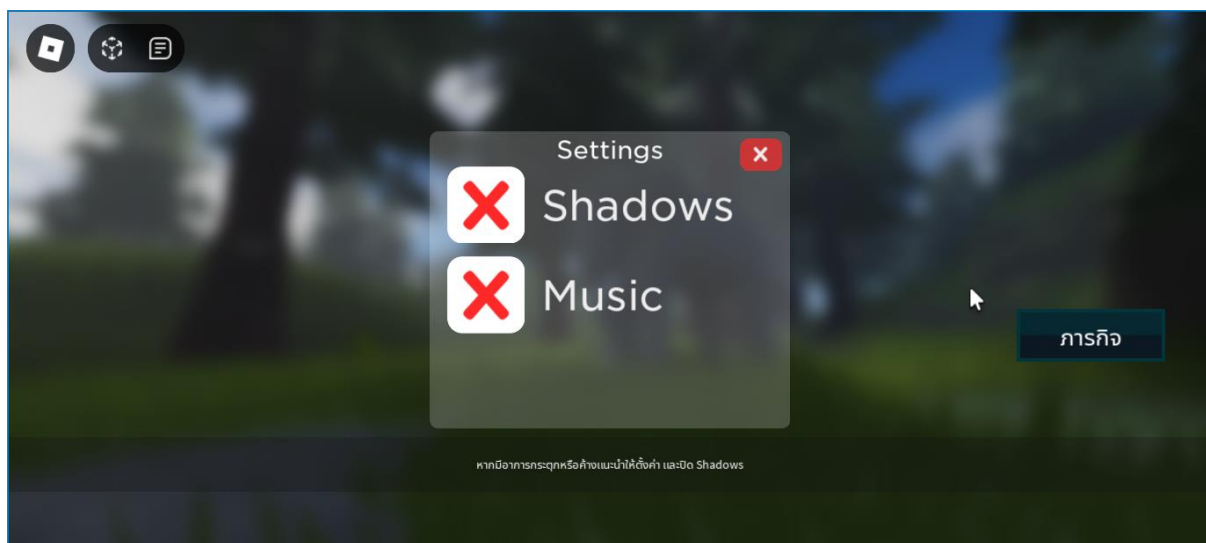 Settings
Shadows
Music
ภารกิจ
หากมีอาการกระตุกหรือค้างแนะนำให้ตั้งค่า และปิด Shadows